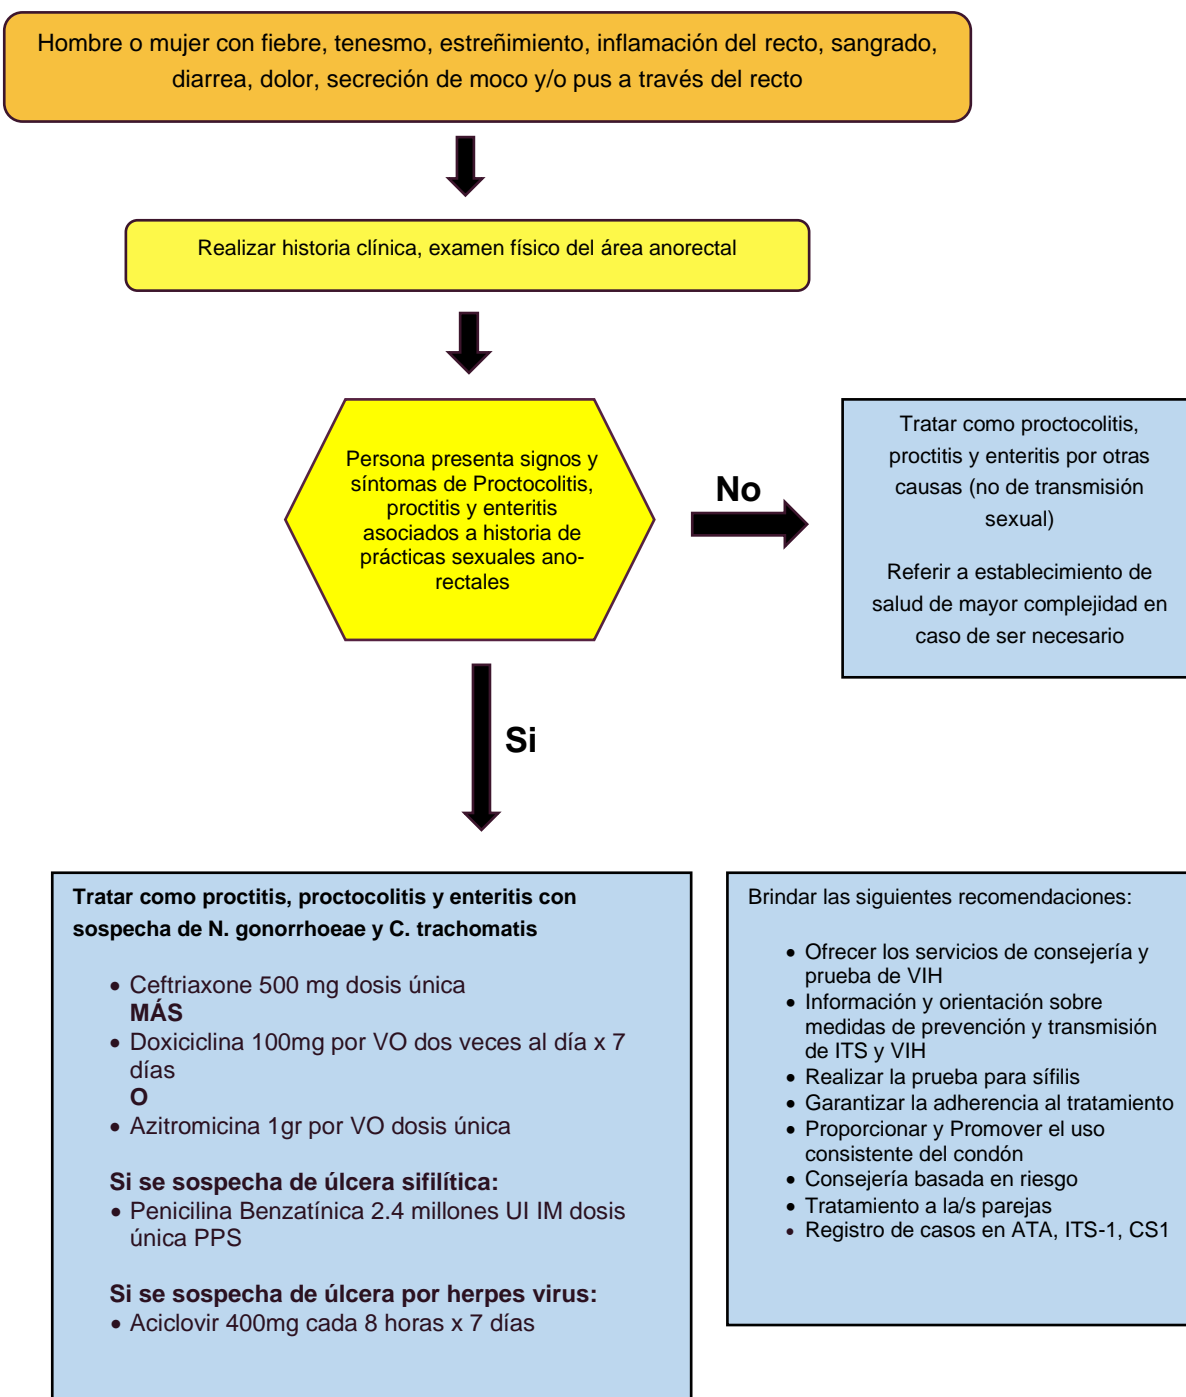 Hombre o mujer con fiebre, tenesmo, estreñimiento, inflamación del recto, sangrado,
diarrea, dolor, secreción de moco y/o pus a través del recto
Realizar historia clínica, examen físico del área anorectal
Persona presenta signos y
síntomas de Proctocolitis,
proctitis y enteritis
asociados a historia de
prácticas sexuales ano-
rectales
No
Tratar como proctocolitis,
proctitis y enteritis por otras
causas (no de transmisión
sexual)
Referir a establecimiento de
salud de mayor complejidad en
caso de ser necesario
Si
Tratar como proctitis, proctocolitis y enteritis con
sospecha de N. gonorrhoeae y C. trachomatis
• Ceftriaxone 500 mg dosis única
MÁS
• Doxiciclina 100mg por VO dos veces al día x 7
días
O
• Azitromicina 1gr por VO dosis única
Si se sospecha de úlcera sifilítica:
• Penicilina Benzatínica 2.4 millones UI IM dosis
única PPS
Si se sospecha de úlcera por herpes virus:
• Aciclovir 400mg cada 8 horas x 7 días
Brindar las siguientes recomendaciones:
• Ofrecer los servicios de consejería y
prueba de VIH
• Información y orientación sobre
medidas de prevención y transmisión
de ITS y VIH
• Realizar la prueba para sífilis
• Garantizar la adherencia al tratamiento
• Proporcionar y Promover el uso
consistente del condón
• Consejería basada en riesgo
• Tratamiento a la/s parejas
• Registro de casos en ATA, ITS-1, CS1